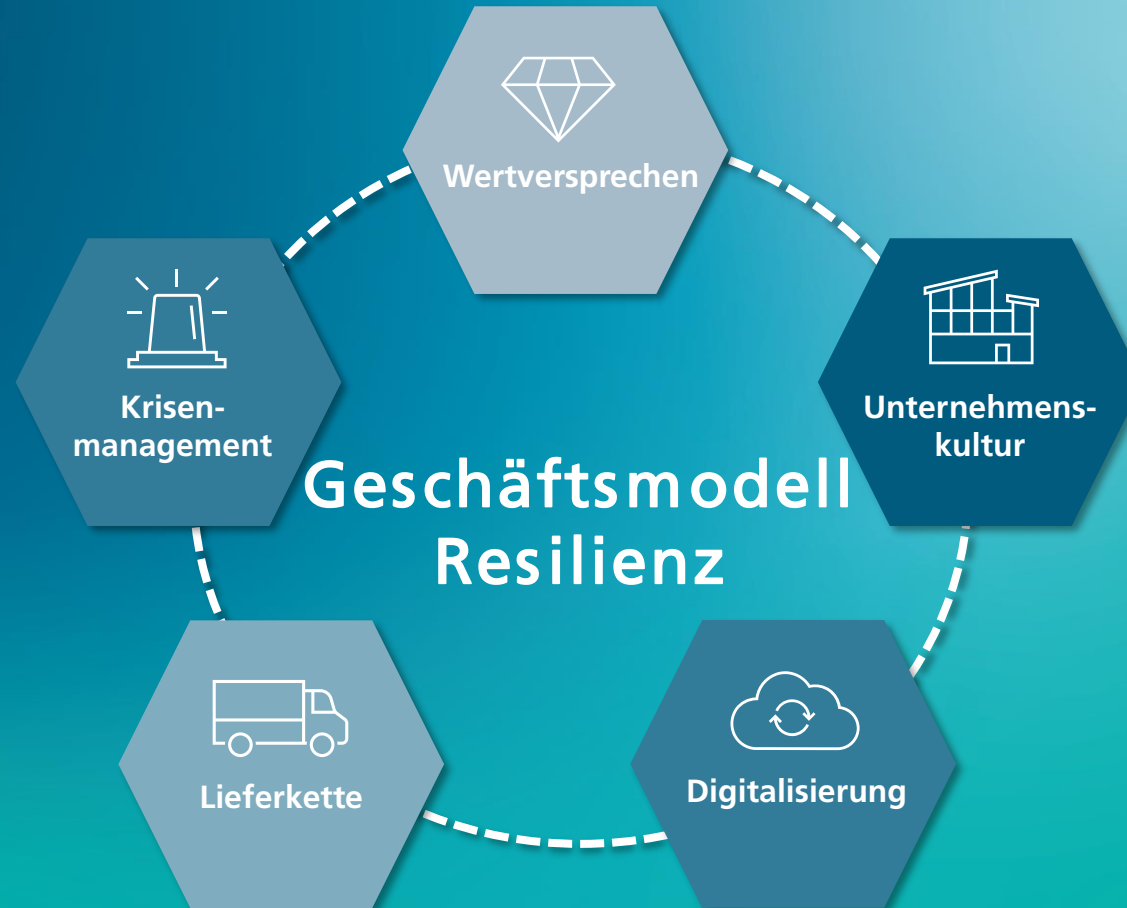 Wertversprechen
Krisen-
management
Unternehmens-
kultur
Geschäftsmodell
Resilienz
Lieferkette
Digitalisierung